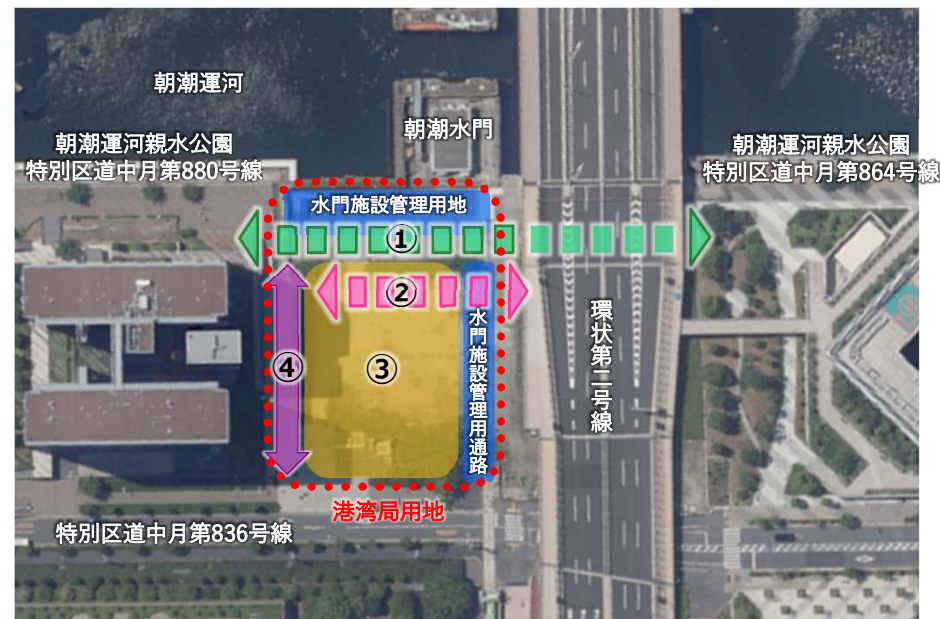 朝潮運河
朝潮水門
朝潮運河親水公園
特別区道中月第880号線
朝潮運河親水公園
特別区道中月第864号線
水門施設管理用地
①
②
水門施設管理用通路
環状第二号線
④
③
港湾局用地
特別区道中月第836号線